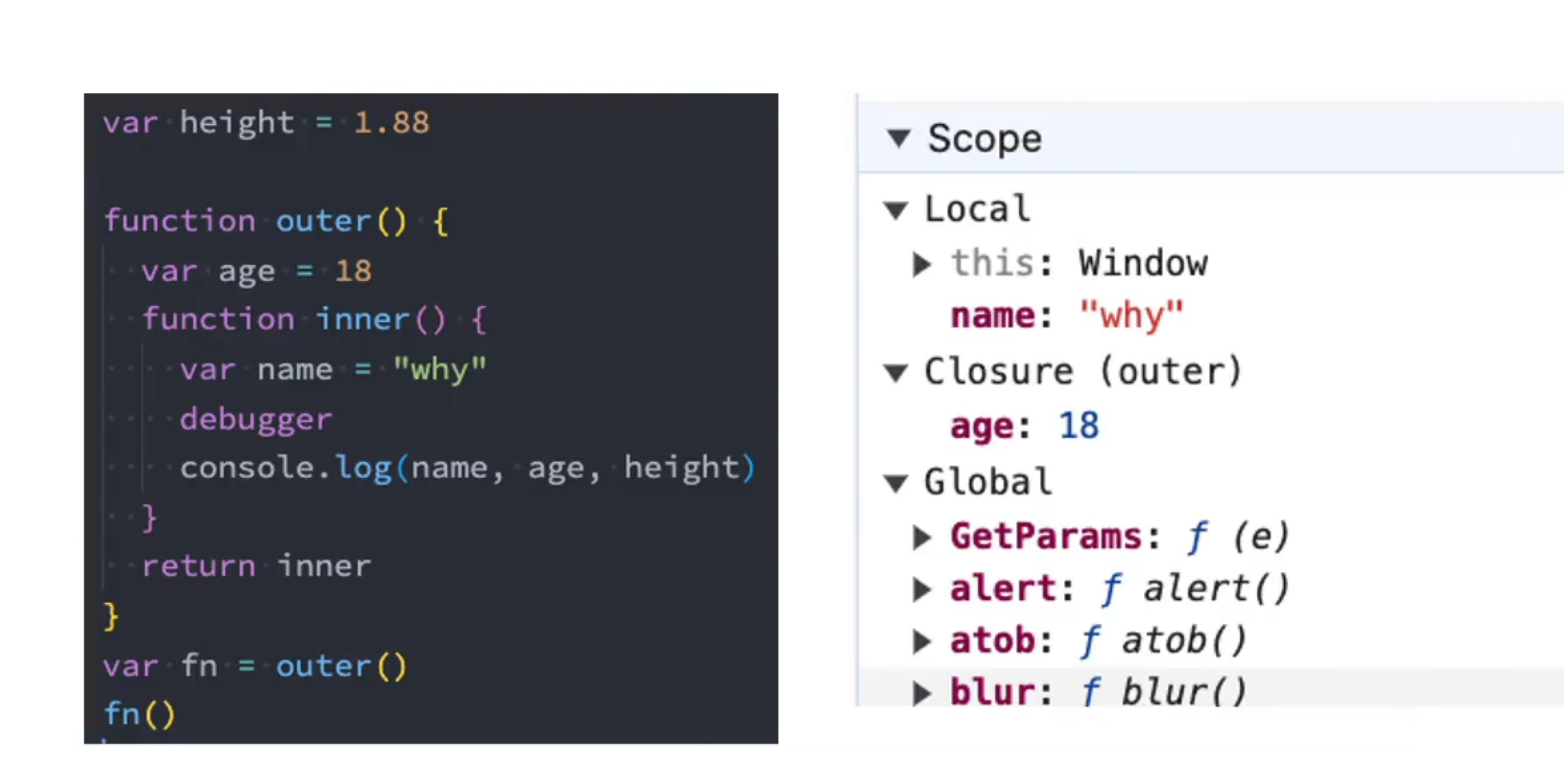 var height = 1.88
function outer() {
var age = 18
function inner() {
var name = "why"
debugger
console.log(name, age, height)
}
return inner
}
var fn = outer()
fn()
▼ Scope
▼ Local
▶ this: Window
name: "why"
▼ Closure (outer)
age: 18
▼ Global
▶ GetParams: ƒ (e)
▶ alert: ƒ alert()
▶ atob: ƒ atob()
▶ blur: ƒ blur()